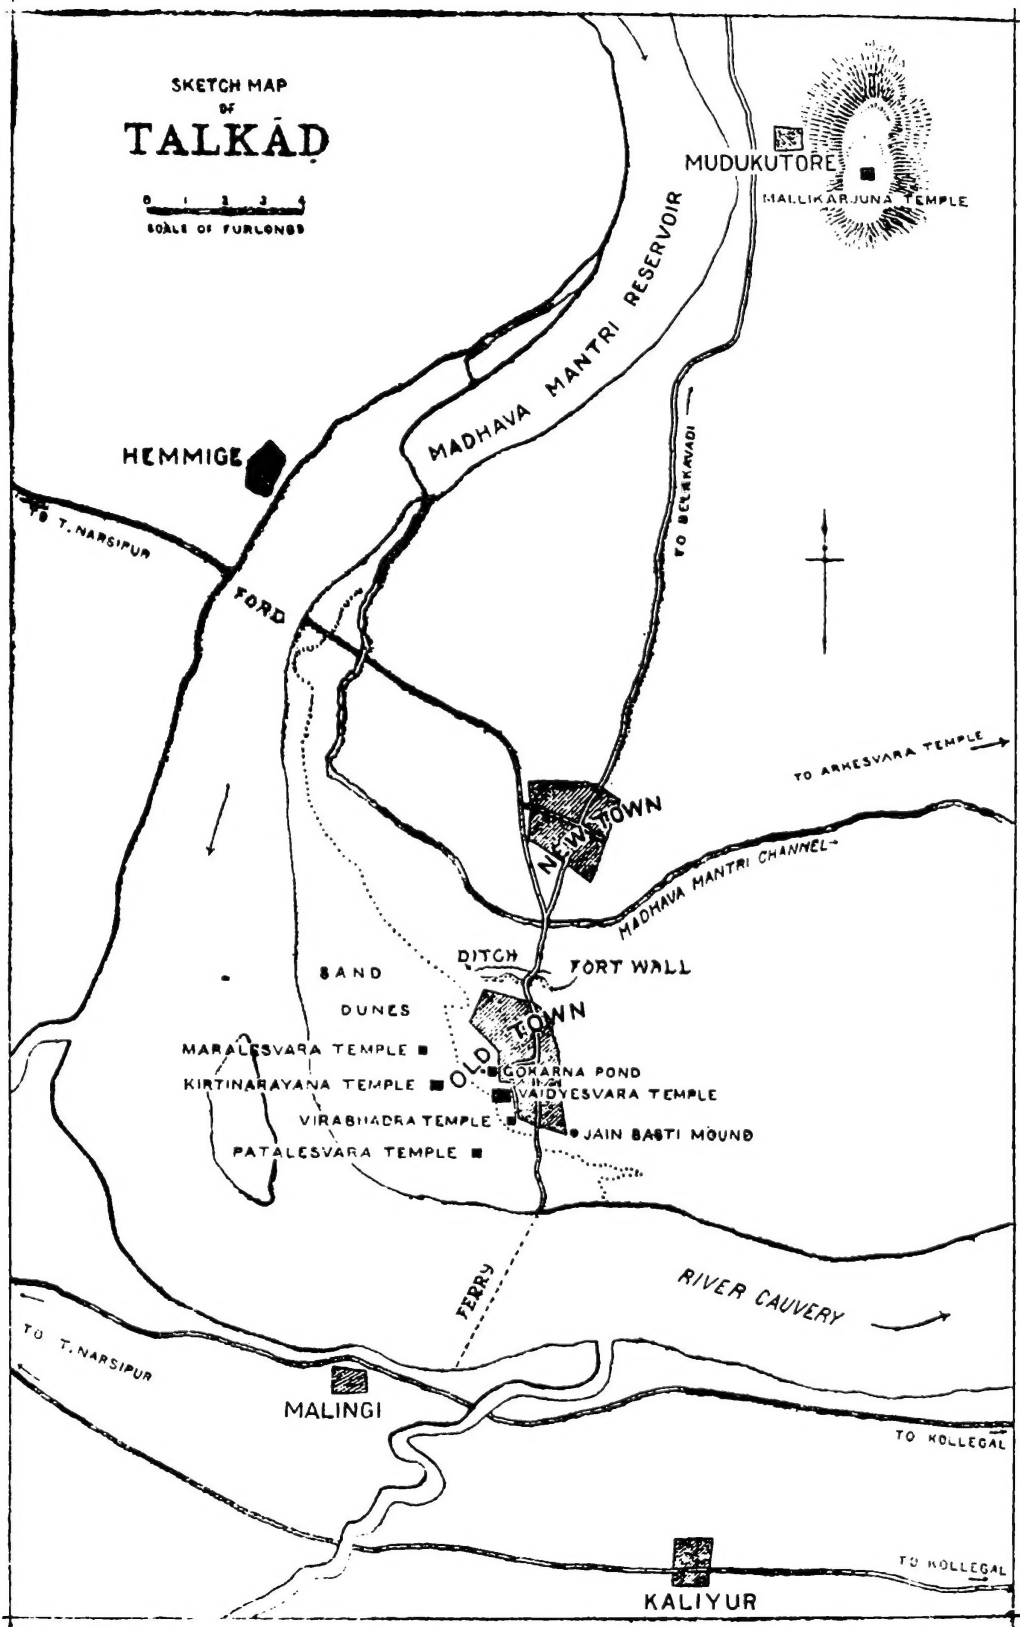 SKETCH MAP
OF
TALKĀḌ
0 1 2 3 4
SCALE OF FURLONGS
MUDUKUTORE
MALLIKARJUNA TEMPLE
MADHAVA MANTRI RESERVOIR
HEMMIGE
TO T. NARSIPUR
FORD
TO BELAKAVADI
TO ARKESVARA TEMPLE
NEW TOWN
MADHAVA MANTRI CHANNEL
DITCH
FORT WALL
SAND
DUNES
OLD TOWN
MARALESVARA TEMPLE
GOKARNA POND
KIRTINARAYANA TEMPLE
VAIDYESVARA TEMPLE
VIRABHADRA TEMPLE
JAIN BASTI MOUND
PATALESVARA TEMPLE
FERRY
RIVER CAUVERY
TO T. NARSIPUR
MALINGI
TO KOLLEGAL
TO KOLLEGAL
KALIYUR